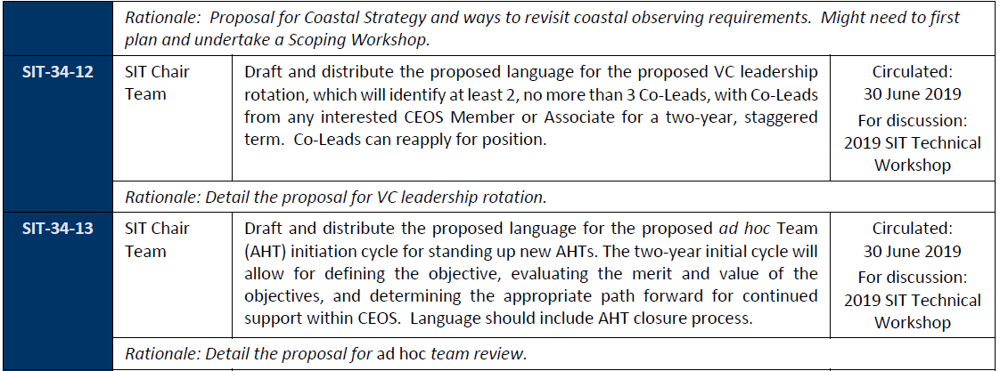 Rationale: Proposal for Coastal Strategy and ways to revisit coastal observing requirements. Might need to first
plan and undertake a Scoping Workshop.
SIT-34-12
SIT Chair
Team
Draft and distribute the proposed language for the proposed VC leadership
rotation, which will identify at least 2, no more than 3 Co-Leads, with Co-Leads
from any interested CEOS Member or Associate for a two-year, staggered
term. Co-Leads can reapply for position.
Circulated:
30 June 2019
For discussion:
2019 SIT Technical
Workshop
Rationale: Detail the proposal for VC leadership rotation.
SIT-34-13
SIT Chair
Team
Draft and distribute the proposed language for the proposed ad hoc Team
(AHT) initiation cycle for standing up new AHTs. The two-year initial cycle will
allow for defining the objective, evaluating the merit and value of the
objectives, and determining the appropriate path forward for continued
support within CEOS. Language should include AHT closure process.
Circulated:
30 June 2019
For discussion:
2019 SIT Technical
Workshop
Rationale: Detail the proposal for ad hoc team review.